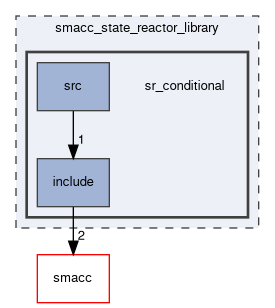 smacc_state_reactor_library
src
sr_conditional
1
include
2
smacc